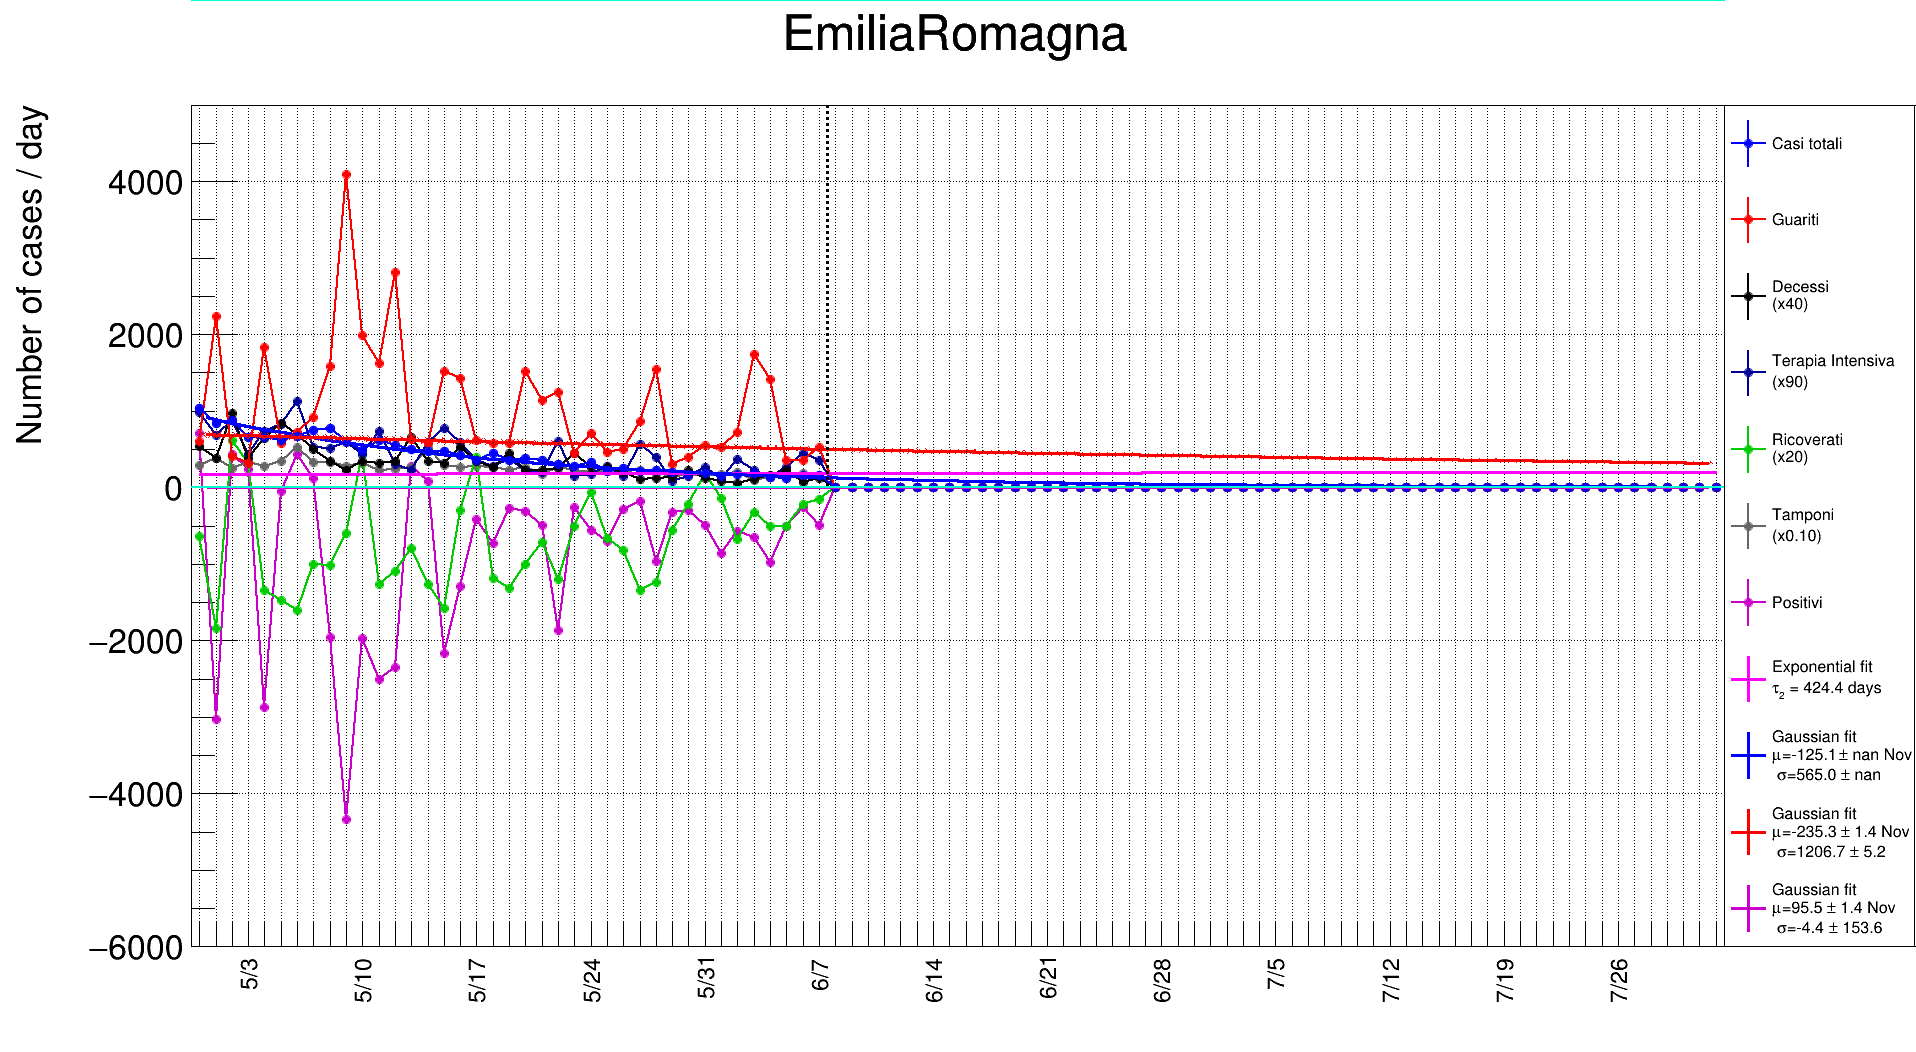 EmiliaRomagna
Number of cases / day
4000
2000
0
−2000
−4000
−6000
5/3
5/10
5/17
5/24
5/31
6/7
6/14
6/21
6/28
7/5
7/12
7/19
7/26
Casi totali
Guariti
Decessi
(x40)
Terapia Intensiva
(x90)
Ricoverati
(x20)
Tamponi
(x0.10)
Positivi
Exponential fit
τ2 = 424.4 days
Gaussian fit
μ=-125.1 ± nan Nov
σ=565.0 ± nan
Gaussian fit
μ=-235.3 ± 1.4 Nov
σ=1206.7 ± 5.2
Gaussian fit
μ=95.5 ± 1.4 Nov
σ=-4.4 ± 153.6